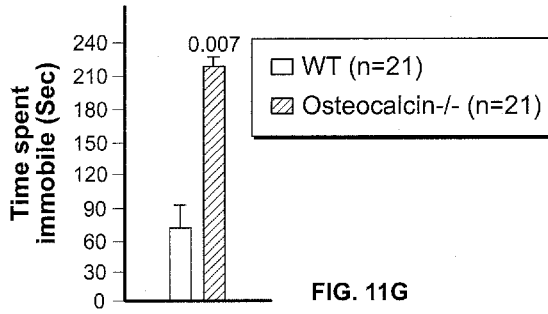 Time spent
immobile (Sec)
240
210
180
150
120
90
60
30
0
0.007
WT (n=21)
Osteocalcin-/- (n=21)
FIG. 11G